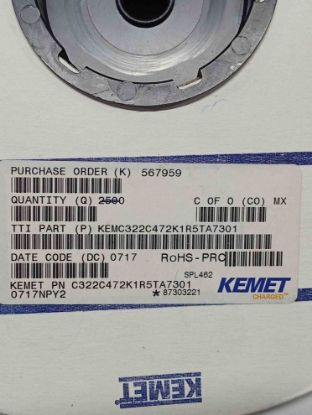 PURCHASE ORDER (K) 567959
QUANTITY (Q) 2500 C OF O (CO) MX
TTI PART (P) KEMC322C472K1R5TA7301
DATE CODE (DC) 0717 RoHS-PRC
SPL462
KEMET PN C322C472K1R5TA7301
0717NPY2 *87303221
KEMET
CHARGED™
KEMET